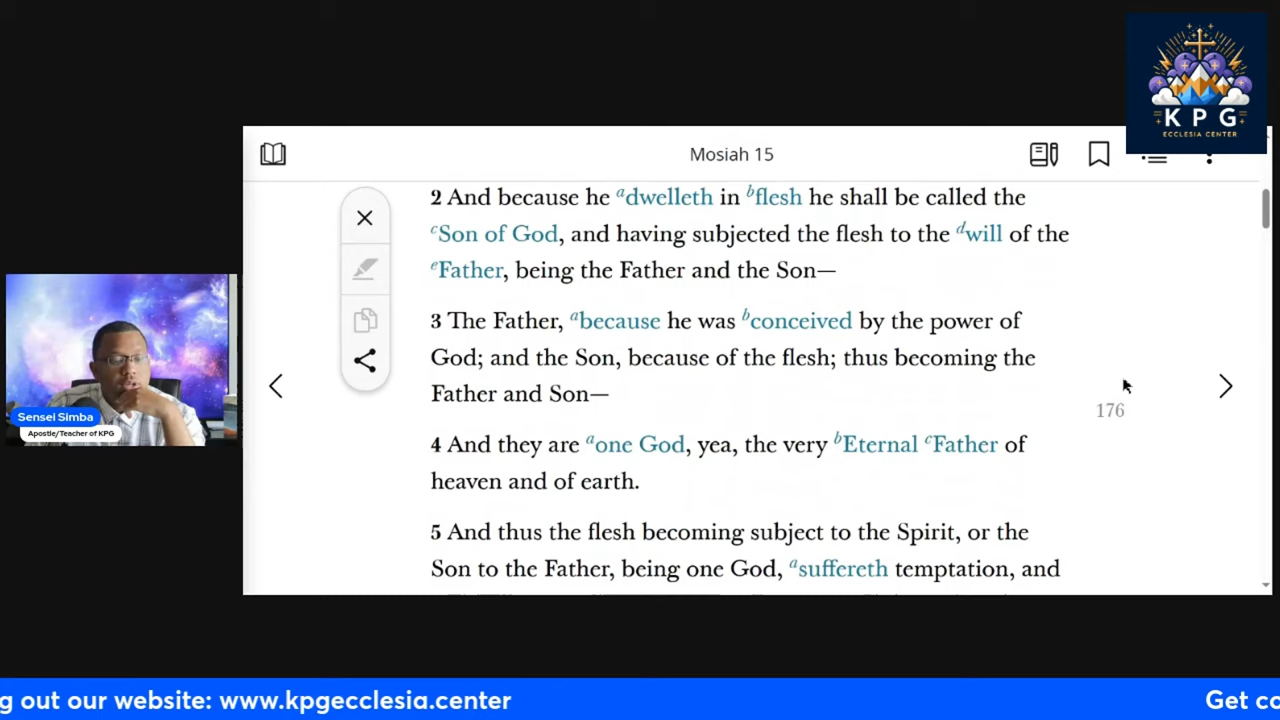 K P G
ECCLESIA CENTER
Mosiah 15
2 And because he ᵃdwelleth in ᵇflesh he shall be called the
ᶜSon of God, and having subjected the flesh to the ᵈwill of the
ᵉFather, being the Father and the Son—
3 The Father, ᵃbecause he was ᵇconceived by the power of
God; and the Son, because of the flesh; thus becoming the
Father and Son—
176
4 And they are ᵃone God, yea, the very ᵇEternal ᶜFather of
heaven and of earth.
5 And thus the flesh becoming subject to the Spirit, or the
Son to the Father, being one God, ᵃsuffereth temptation, and
Sensei Simba
Apostle/Teacher of KPG
g out our website: www.kpgecclesia.center
Get co